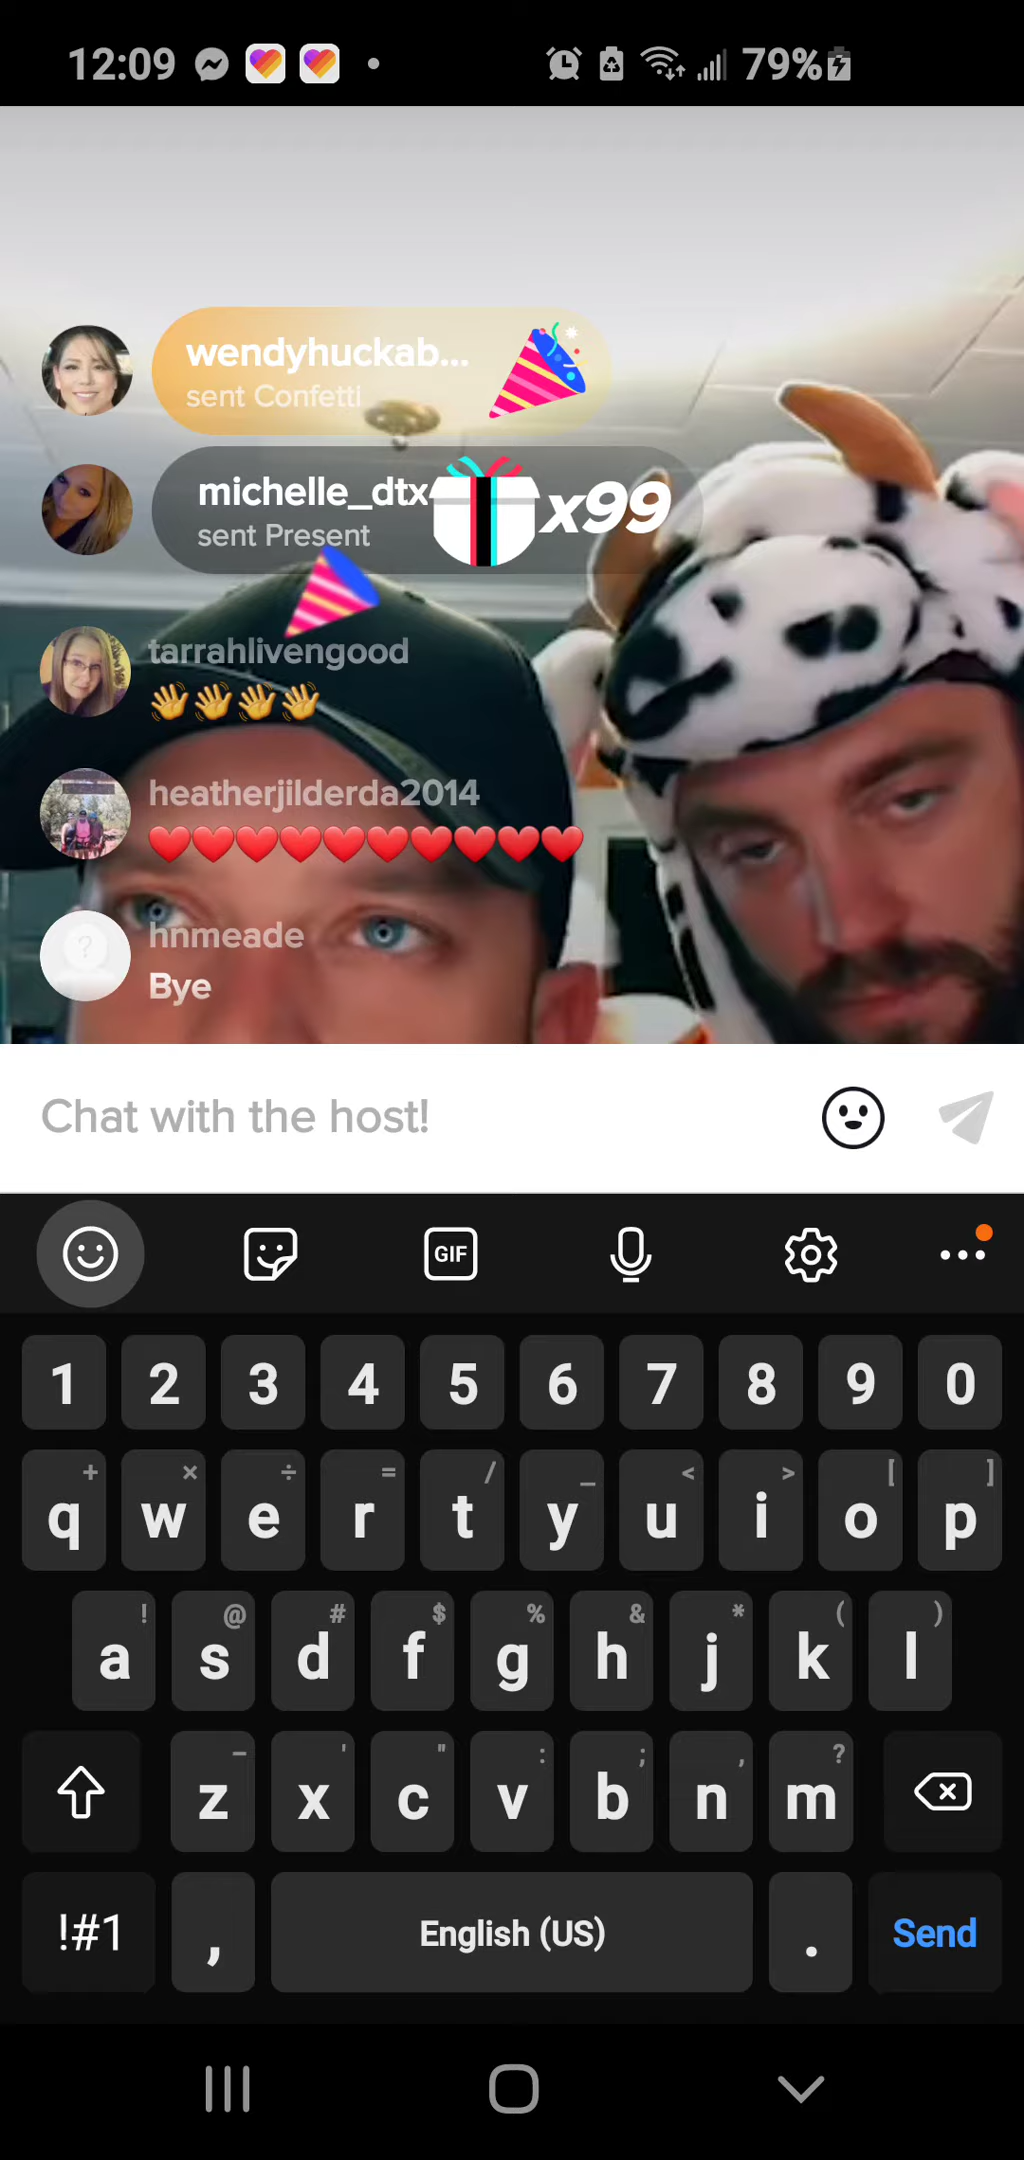 12:09 79%
wendyhuckab...
sent Confetti
michelle_dtx x99
sent Present
tarrahlivengood
👋👋👋👋
heatherjilderda2014
❤️❤️❤️❤️❤️❤️❤️❤️❤️❤️
?
hnmeade
Bye
Chat with the host!
GIF
1 2 3 4 5 6 7 8 9 0
+ × ÷ = / _ < > [ ]
q w e r t y u i o p
! @ # $ % & * ( )
a s d f g h j k l
- ' " : ; , ?
z x c v b n m
!#1 , English (US) . Send